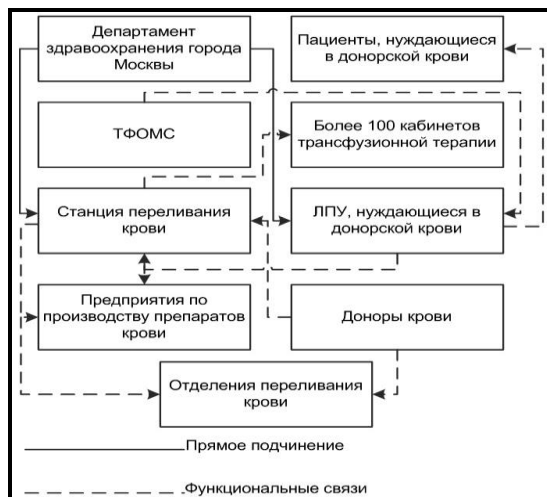 Департамент
здравоохранения города
Москвы
Пациенты, нуждающиеся
в донорской крови
ТФОМС
Более 100 кабинетов
трансфузионной терапии
Станция переливания
крови
ЛПУ, нуждающиеся в
донорской крови
Предприятия по
производству препаратов
крови
Доноры крови
Отделения переливания
крови
Прямое подчинение
Функциональные связи